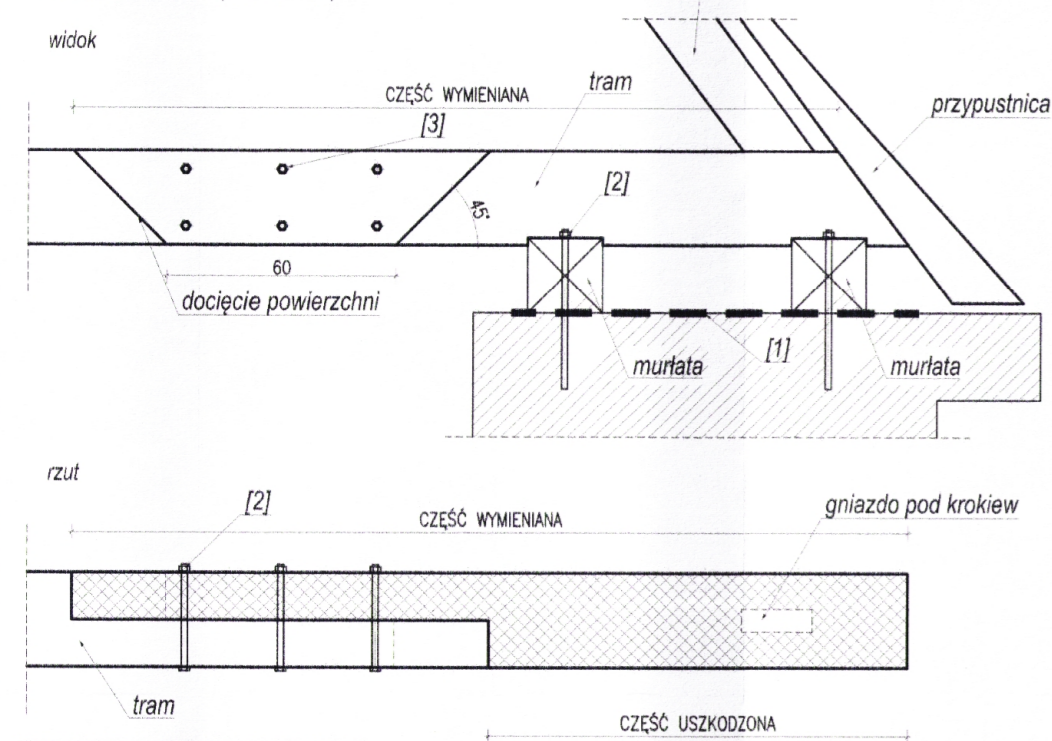 widok
CZĘŚĆ WYMIENIANA
tram
przypustnica
[3]
[2]
45°
60
docięcie powierzchni
[1]
murłata
murłata
rzut
[2]
CZĘŚĆ WYMIENIANA
gniazdo pod krokiew
tram
CZĘŚĆ USZKODZONA